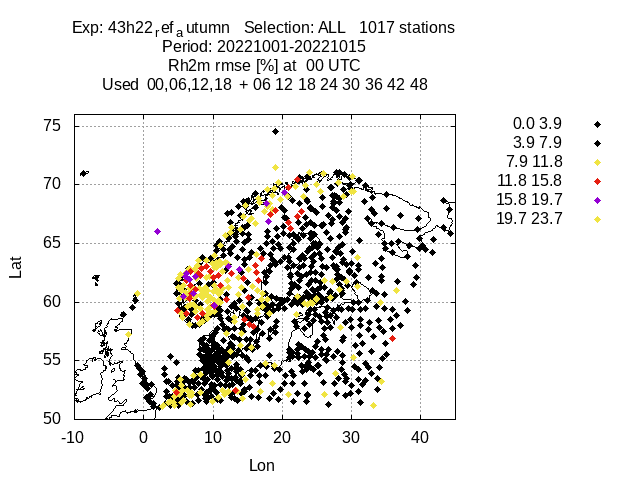 Exp: 43h22ref_autumn   Selection: ALL   1017 stations
Period: 20221001-20221015
Rh2m rmse [%] at  00 UTC
Used  00,06,12,18  + 06 12 18 24 30 36 42 48
0.0 3.9
3.9 7.9
7.9 11.8
11.8 15.8
15.8 19.7
19.7 23.7
75
70
65
60
55
50
Lat
-10 0 10 20 30 40
Lon